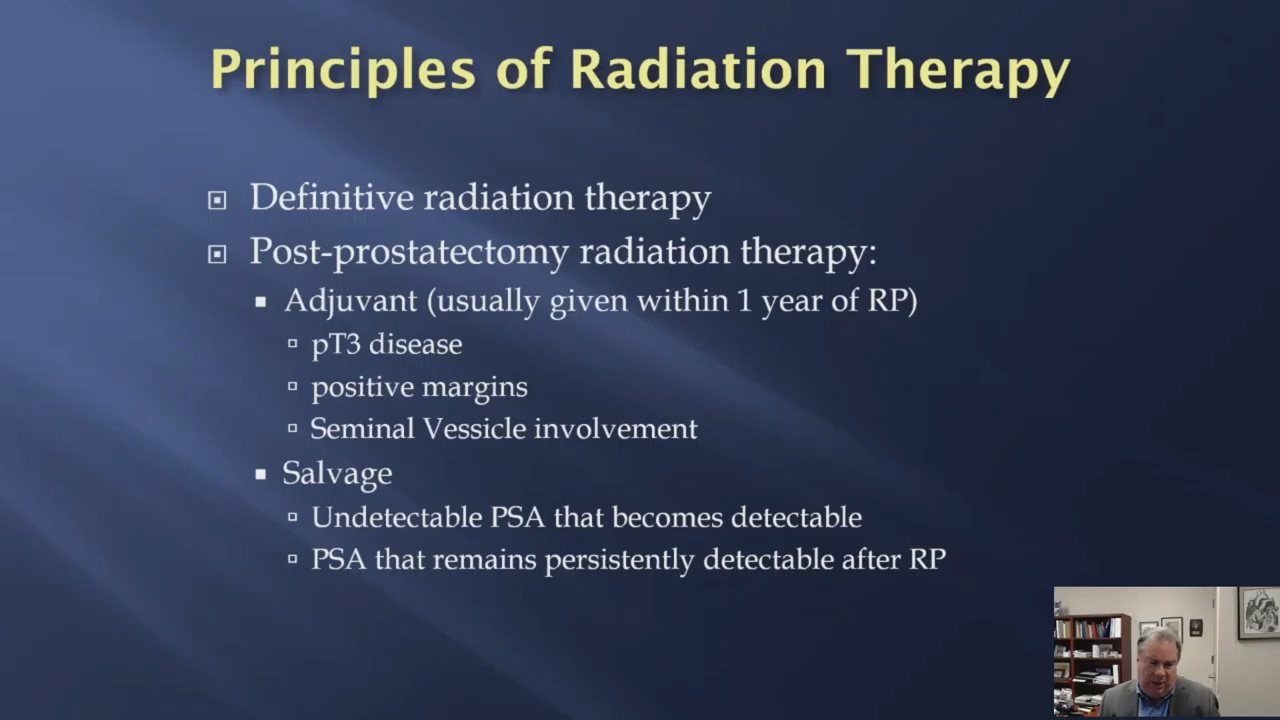 Principles of Radiation Therapy
Definitive radiation therapy
Post-prostatectomy radiation therapy:
Adjuvant (usually given within 1 year of RP)
pT3 disease
positive margins
Seminal Vessicle involvement
Salvage
Undetectable PSA that becomes detectable
PSA that remains persistently detectable after RP